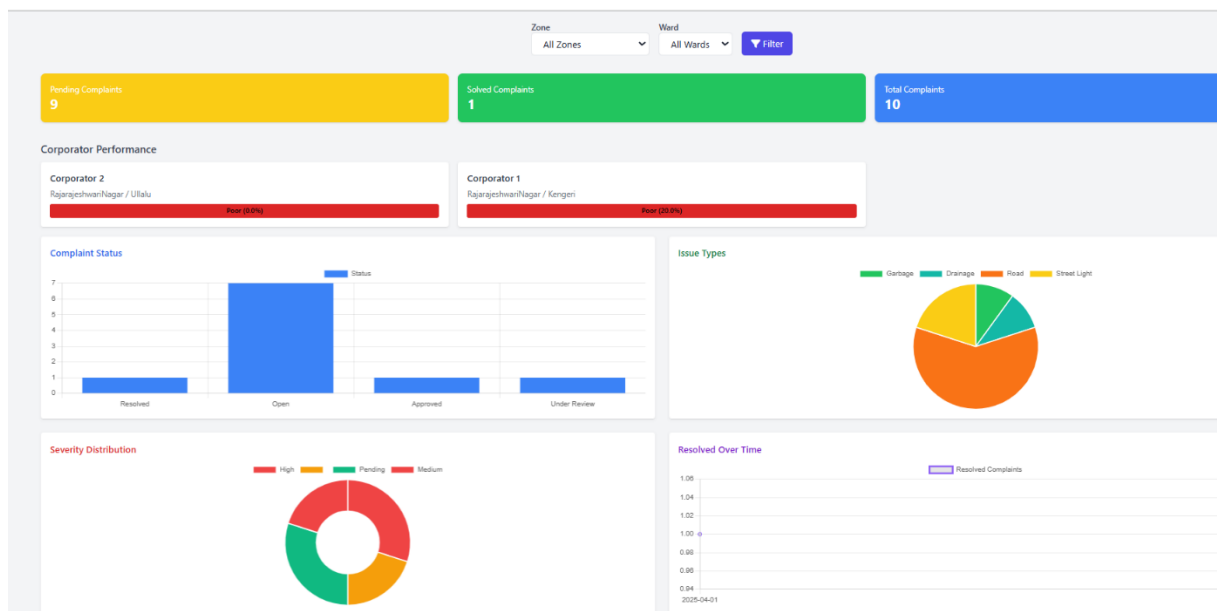 Zone
Ward
All Zones
All Wards
Filter
Pending Complaints
9
Solved Complaints
1
Total Complaints
10
Corporator Performance
Corporator 2
RajarajeshwariNagar / Ullalu
Poor (0.0%)
Corporator 1
RajarajeshwariNagar / Kengeri
Poor (20.0%)
Complaint Status
Status
7
6
5
4
3
2
1
0
Resolved
Open
Approved
Under Review
Issue Types
Garbage
Drainage
Road
Street Light
Severity Distribution
High
Pending
Medium
Resolved Over Time
Resolved Complaints
1.06
1.04
1.02
1.00
0.98
0.96
0.94
2025-04-01